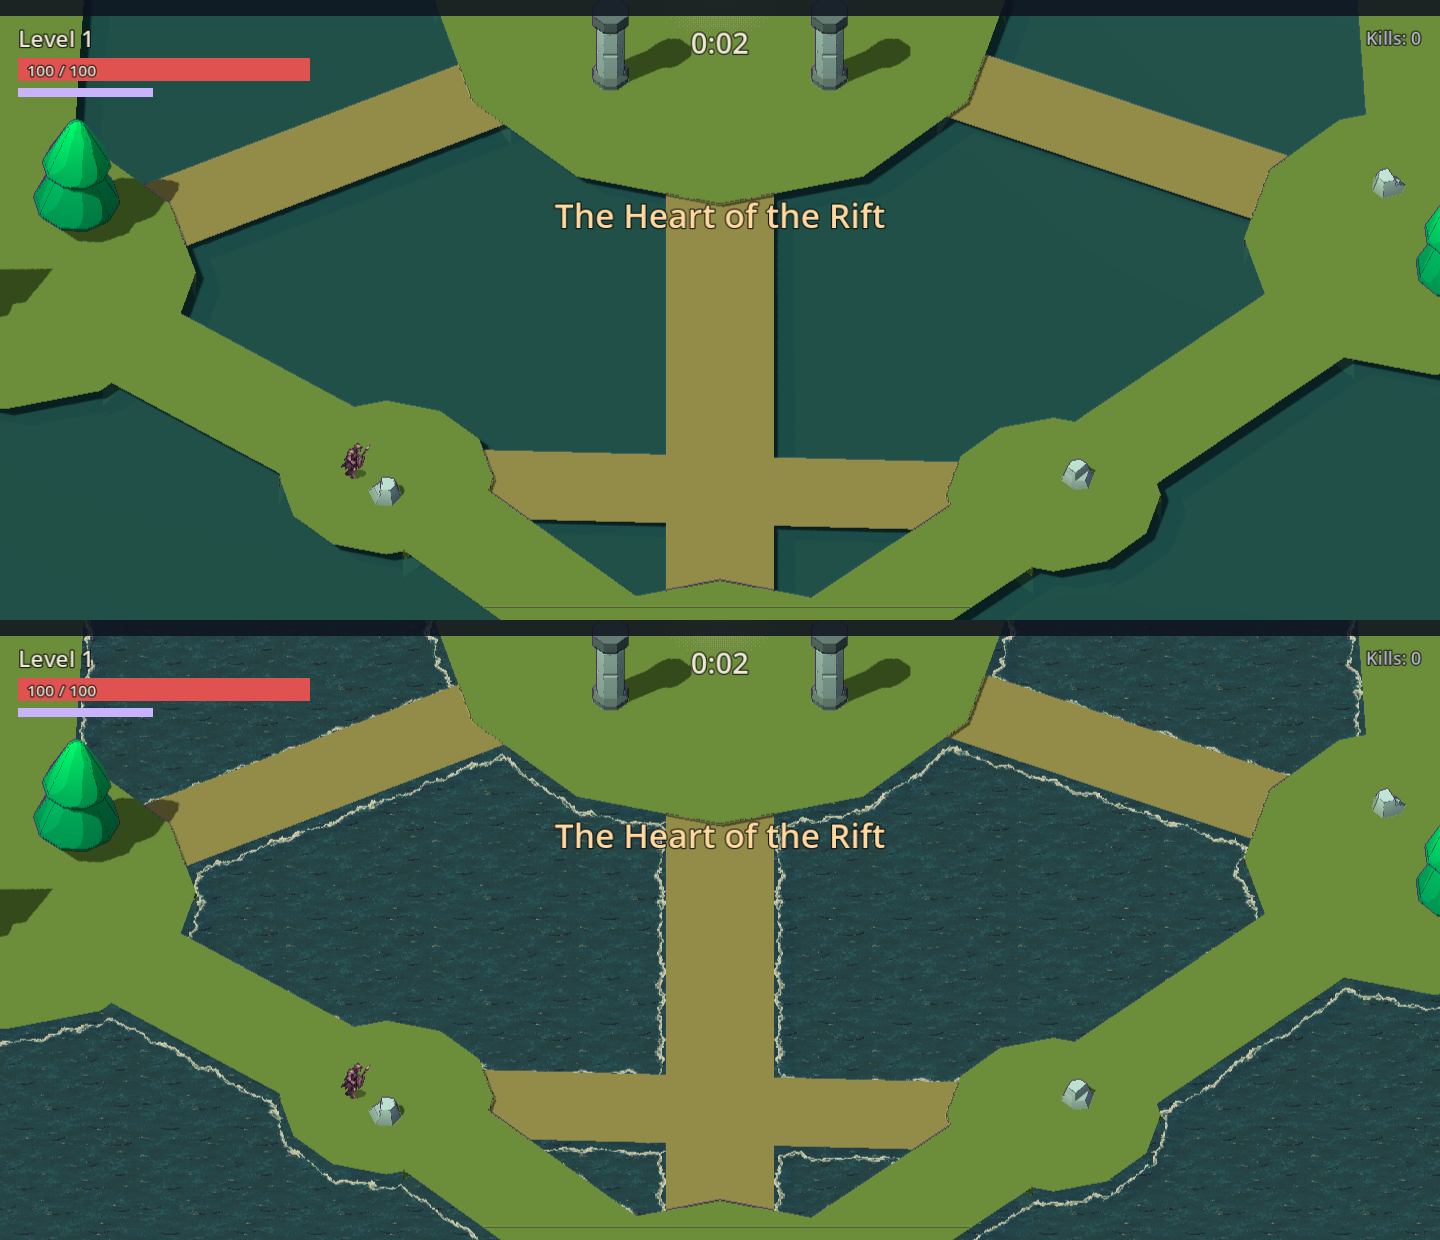 Level 1
0:02
Kills: 0
100 / 100
The Heart of the Rift
Level 1
0:02
Kills: 0
100 / 100
The Heart of the Rift